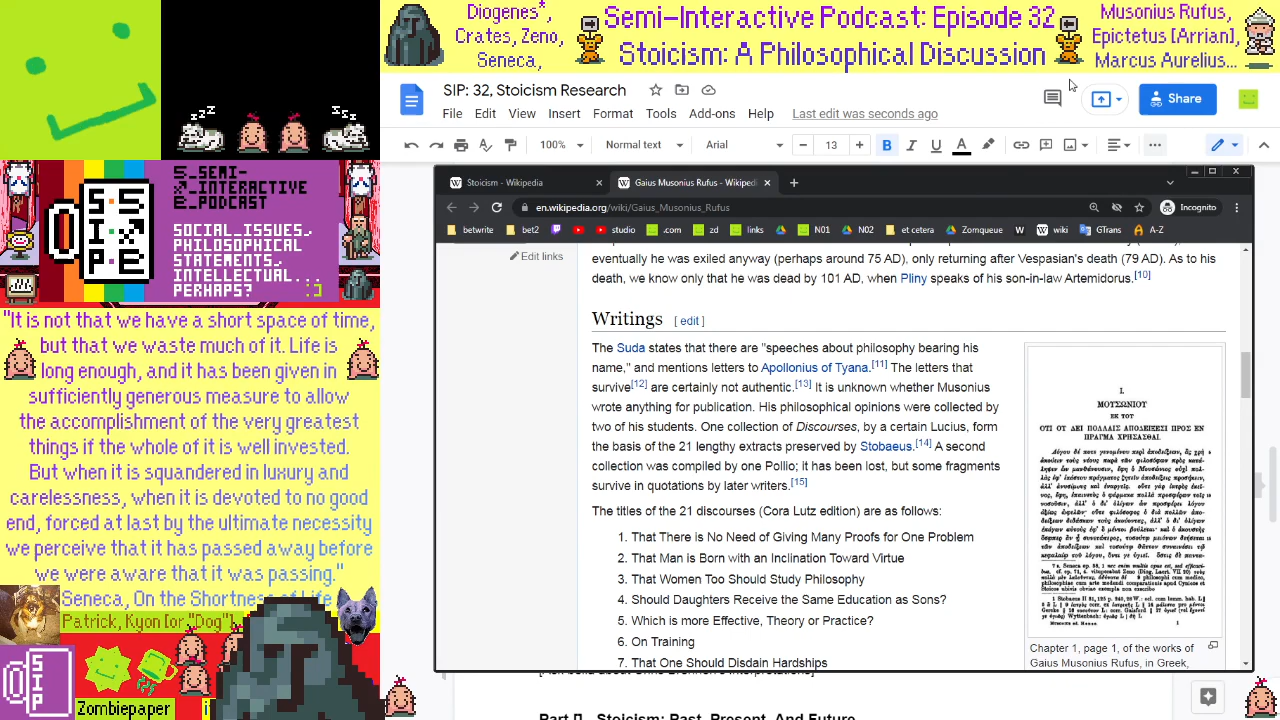 Diogenes*,
Crates, Zeno,
Seneca,
Semi-Interactive Podcast: Episode 32
Stoicism: A Philosophical Discussion
Musonius Rufus,
Epictetus [Arrian],
Marcus Aurelius...
z z z
z z z
S_SEMI-
_INTERACTIVE
_PODCAST
SOCIAL_ISSUES,
PHILOSOPHICAL
STATEMENTS,
INTELLECTUAL...
PERHAPS? :)
"It is not that we have a short space of time,
but that we waste much of it. Life is
long enough, and it has been given in
sufficiently generous measure to allow
the accomplishment of the very greatest
things if the whole of it is well invested.
But when it is squandered in luxury and
carelessness, when it is devoted to no good
end, forced at last by the ultimate necessity
we perceive that it has passed away before
we were aware that it was passing."
Seneca, On the Shortness of Life
Patrick, Kyon [or "Dog"],
SIP
Zombiepaper
i
SIP: 32, Stoicism Research
Share
File Edit View Insert Format Tools Add-ons Help Last edit was seconds ago
100% Normal text Arial 13 B I U A
Stoicism - Wikipedia
Gaius Musonius Rufus - Wikipedi
en.wikipedia.org/wiki/Gaius_Musonius_Rufus
Incognito
betwrite bet2 studio .com zd links N02 et cetera Zomqueue wiki GTlans A-Z
Edit links
eventually he was exiled anyway (perhaps around 75 AD), only returning after Vespasian's death (79 AD). As to his
death, we know only that he was dead by 101 AD, when Pliny speaks of his son-in-law Artemidorus.[10]
Writings [ edit ]
The Suda states that there are "speeches about philosophy bearing his
name," and mentions letters to Apollonius of Tyana.[11] The letters that
survive[12] are certainly not authentic.[13] It is unknown whether Musonius
wrote anything for publication. His philosophical opinions were collected by
two of his students. One collection of Discourses, by a certain Lucius, form
the basis of the 21 lengthy extracts preserved by Stobaeus.[14] A second
collection was compiled by one Pollio; it has been lost, but some fragments
survive in quotations by later writers.[15]
The titles of the 21 discourses (Cora Lutz edition) are as follows:
1. That There is No Need of Giving Many Proofs for One Problem
2. That Man is Born with an Inclination Toward Virtue
3. That Women Too Should Study Philosophy
4. Should Daughters Receive the Same Education as Sons?
5. Which is more Effective, Theory or Practice?
6. On Training
7. That One Should Disdain Hardships
I.
ΜΟΥΣΩΝΙΟΥ
ΕΚ ΤΟΥ
ΟΤΙ ΟΥ ΔΕΙ ΠΟΛΛΑΙΣ ΑΠΟΔΕΙΞΕΣΙ ΠΡΟΣ ΕΝ
ΠΡΑΓΜΑ ΧΡΗΣΑΣΘΑΙ.
Chapter 1, page 1, of the works of
Gaius Musonius Rufus, in Greek,
Part II - Stoicism: Past, Present, And Future